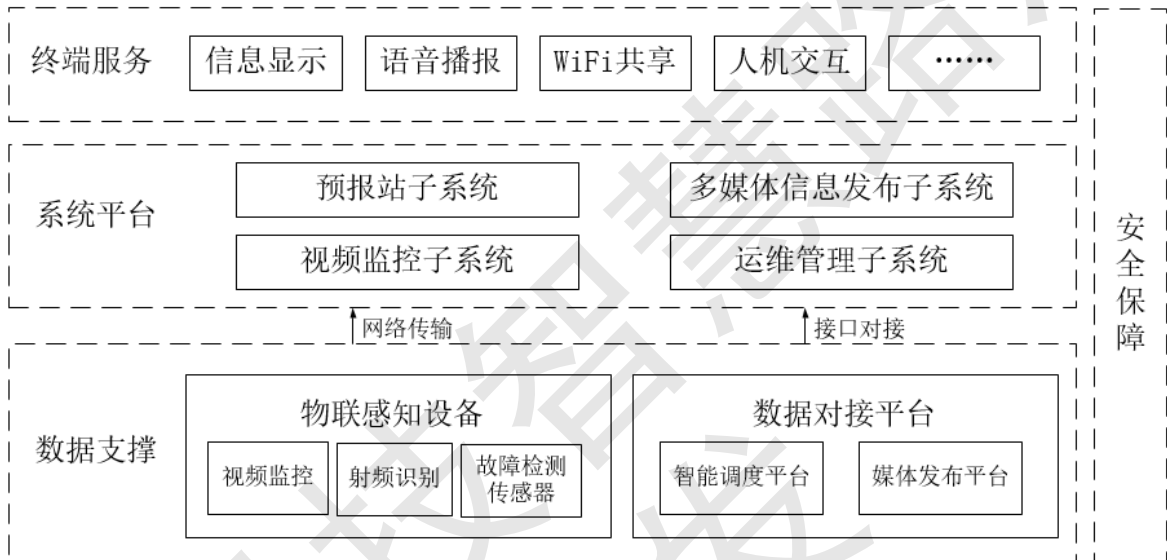 终端服务
信息显示
语音播报
WiFi共享
人机交互
……
系统平台
预报站子系统
多媒体信息发布子系统
视频监控子系统
运维管理子系统
网络传输
接口对接
数据支撑
物联感知设备
视频监控
射频识别
故障检测
传感器
数据对接平台
智能调度平台
媒体发布平台
安全保障
技智慧路
发